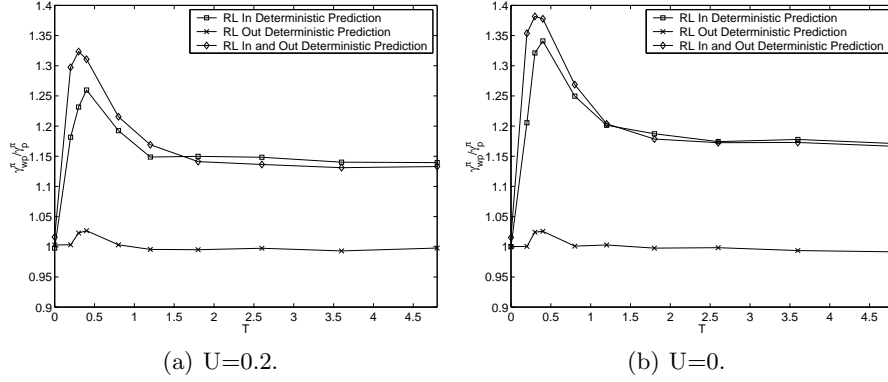 1.4
1.35
1.3
1.25
1.2
1.15
1.1
1.05
1
0.95
0.9
0 0.5 1 1.5 2 2.5 3 3.5 4 4.5
T
γ^π_wp/γ^π_p
RL In Deterministic Prediction
RL Out Deterministic Prediction
RL In and Out Deterministic Prediction
(a) U=0.2.
1.4
1.35
1.3
1.25
1.2
1.15
1.1
1.05
1
0.95
0.9
0 0.5 1 1.5 2 2.5 3 3.5 4 4.5
T
γ^π_wp/γ^π_p
RL In Deterministic Prediction
RL Out Deterministic Prediction
RL In and Out Deterministic Prediction
(b) U=0.